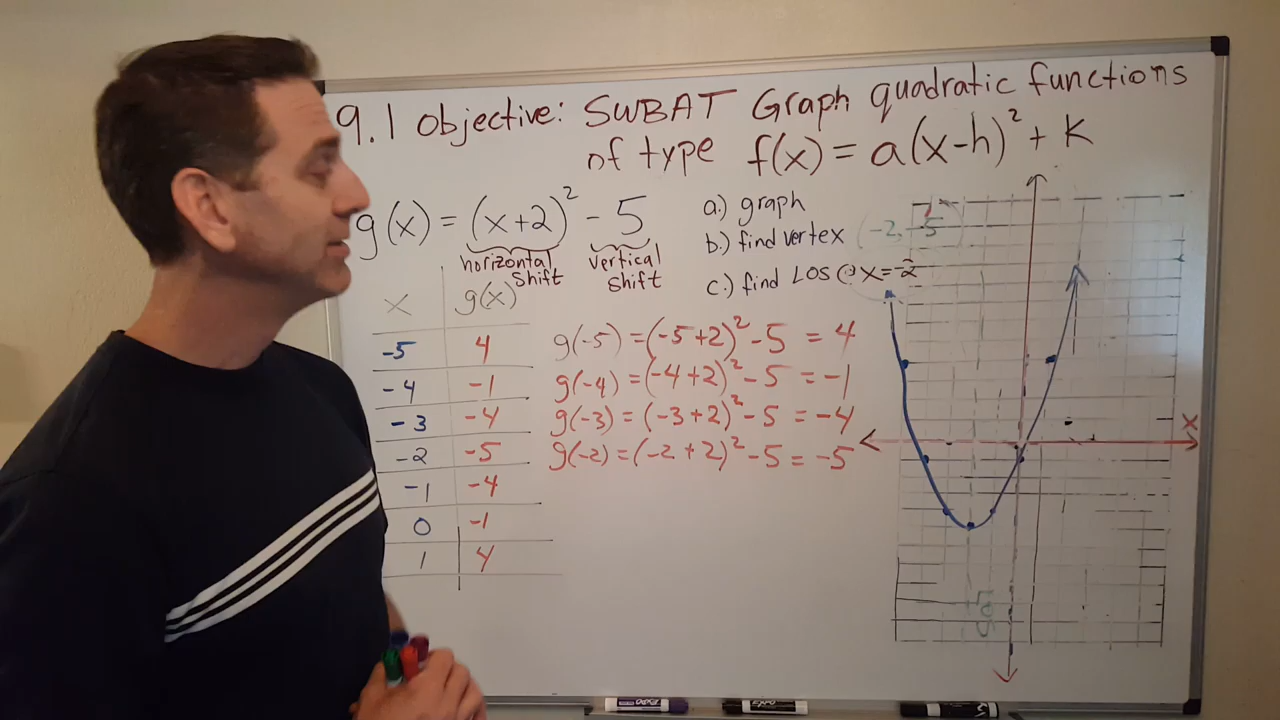 9.1 Objective: SWBAT Graph quadratic functions
of type f(x) = a(x-h)² + K
g(x) = (x+2)² - 5
horizontal shift
vertical shift
a.) graph
b.) find vertex (-2, -5)
c.) find LOS @ x=-2
x g(x)
-5 4
-4 -1
-3 -4
-2 -5
-1 -4
0 -1
1 4
g(-5) = (-5+2)² - 5 = 4
g(-4) = (-4+2)² - 5 = -1
g(-3) = (-3+2)² - 5 = -4
g(-2) = (-2+2)² - 5 = -5
x
LOS
EXPO
EXPO